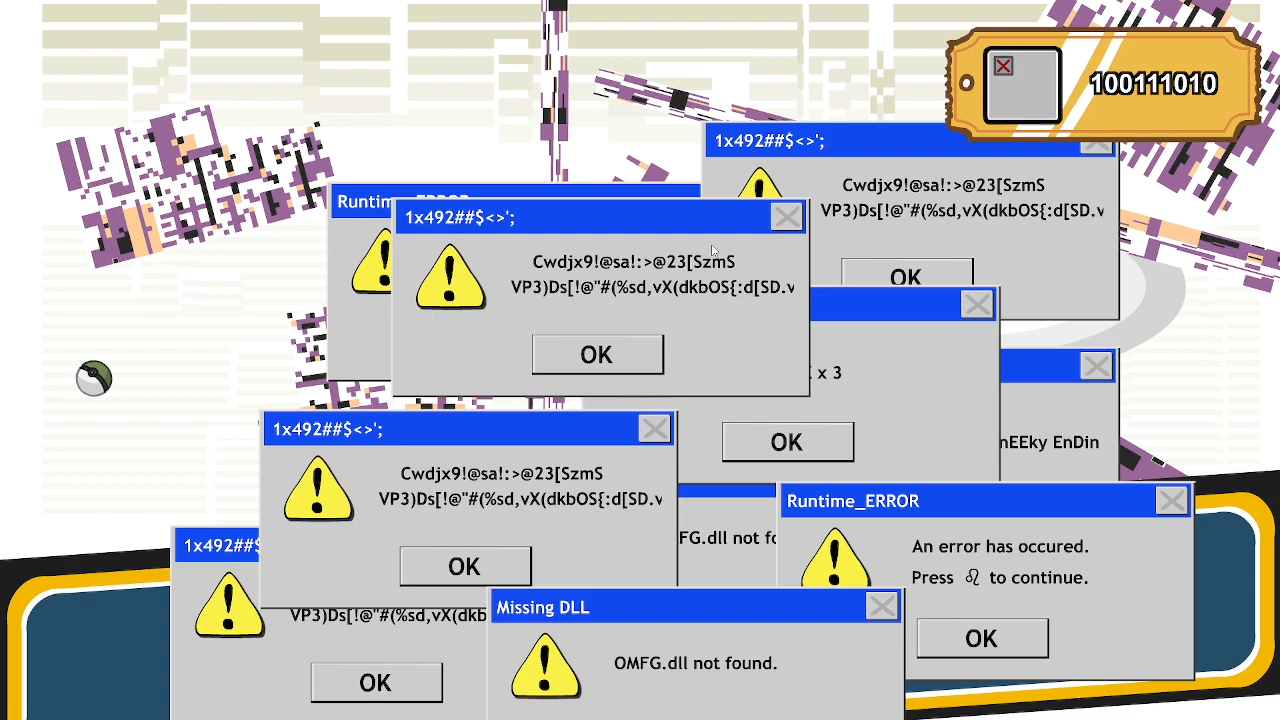 100111010
1x492##$<>';
Cwdjx9!@sa!:>@23[SzmS
VP3)Ds[!@"#(%sd,vX(dkbOS{:d[SD.v
OK
1x492##$<>';
Cwdjx9!@sa!:>@23[SzmS
VP3)Ds[!@"#(%sd,vX(dkbOS{:d[SD.v
OK
x 3
OK
nEEky EnDin
1x492##$<>';
Cwdjx9!@sa!:>@23[SzmS
VP3)Ds[!@"#(%sd,vX(dkbOS{:d[SD.v
OK
FG.dll not fo
Runtime_ERROR
An error has occured.
Press ♌ to continue.
OK
1x492##$
VP3)Ds[!@"#(%sd,vX(dkb
OK
Missing DLL
OMFG.dll not found.